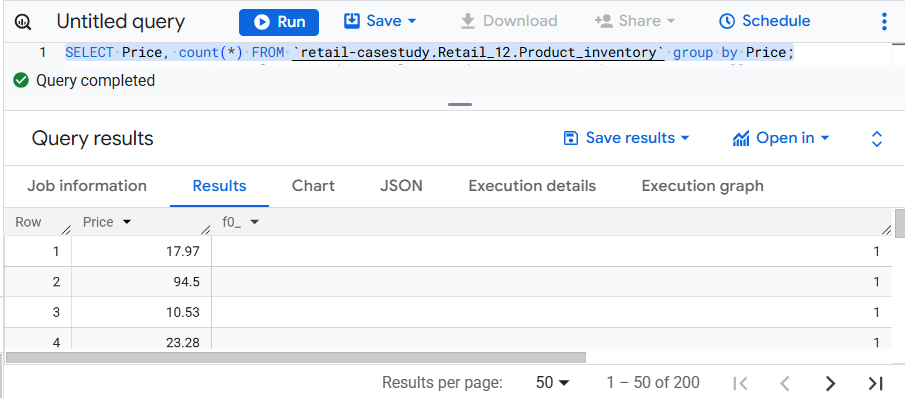 Untitled query Run Save Download Share Schedule
1 SELECT Price, count(*) FROM `retail-casestudy.Retail_12.Product_inventory` group by Price;
Query completed
Query results Save results Open in
Job information Results Chart JSON Execution details Execution graph
Row Price f0_
1 17.97 1
2 94.5 1
3 10.53 1
4 23.28 1
Results per page: 50 1 – 50 of 200